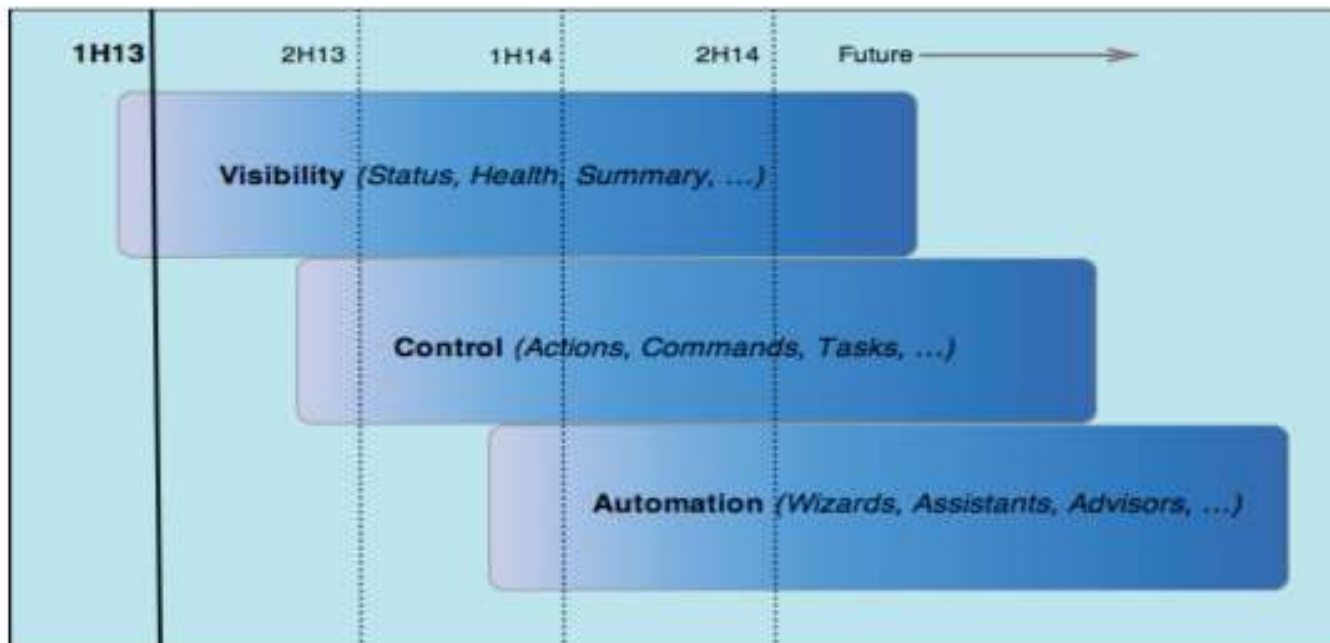 1H13 2H13 1H14 2H14 Future
Visibility (Status, Health, Summary, ...)
Control (Actions, Commands, Tasks, ...)
Automation (Wizards, Assistants, Advisors, ...)